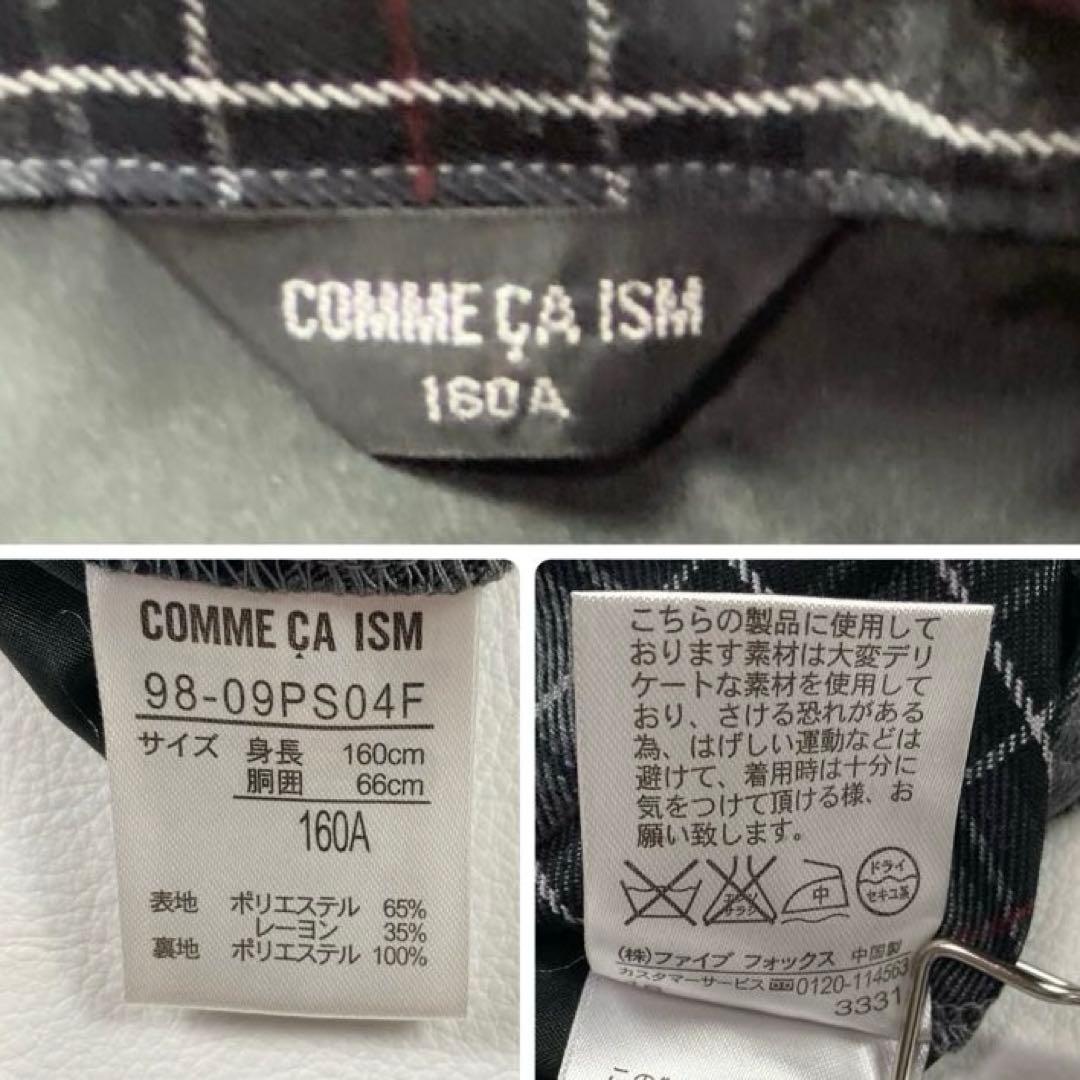 COMME ÇA ISM
160A
COMME ÇA ISM
98-09PS04F
サイズ 身長 160cm
胴囲 66cm
160A
表地 ポリエステル 65%
レーヨン 35%
裏地 ポリエステル 100%
こちらの製品に使用して
おります素材は大変デリ
ケートな素材を使用して
おり、さける恐れがある
為、はげしい運動などは
避けて、着用時は十分に
気をつけて頂ける様、お
願い致します。
中
ドライ
セキユ系
(株)ファイブ フォックス 中国製
カスタマーサービス 0120-114563
3331